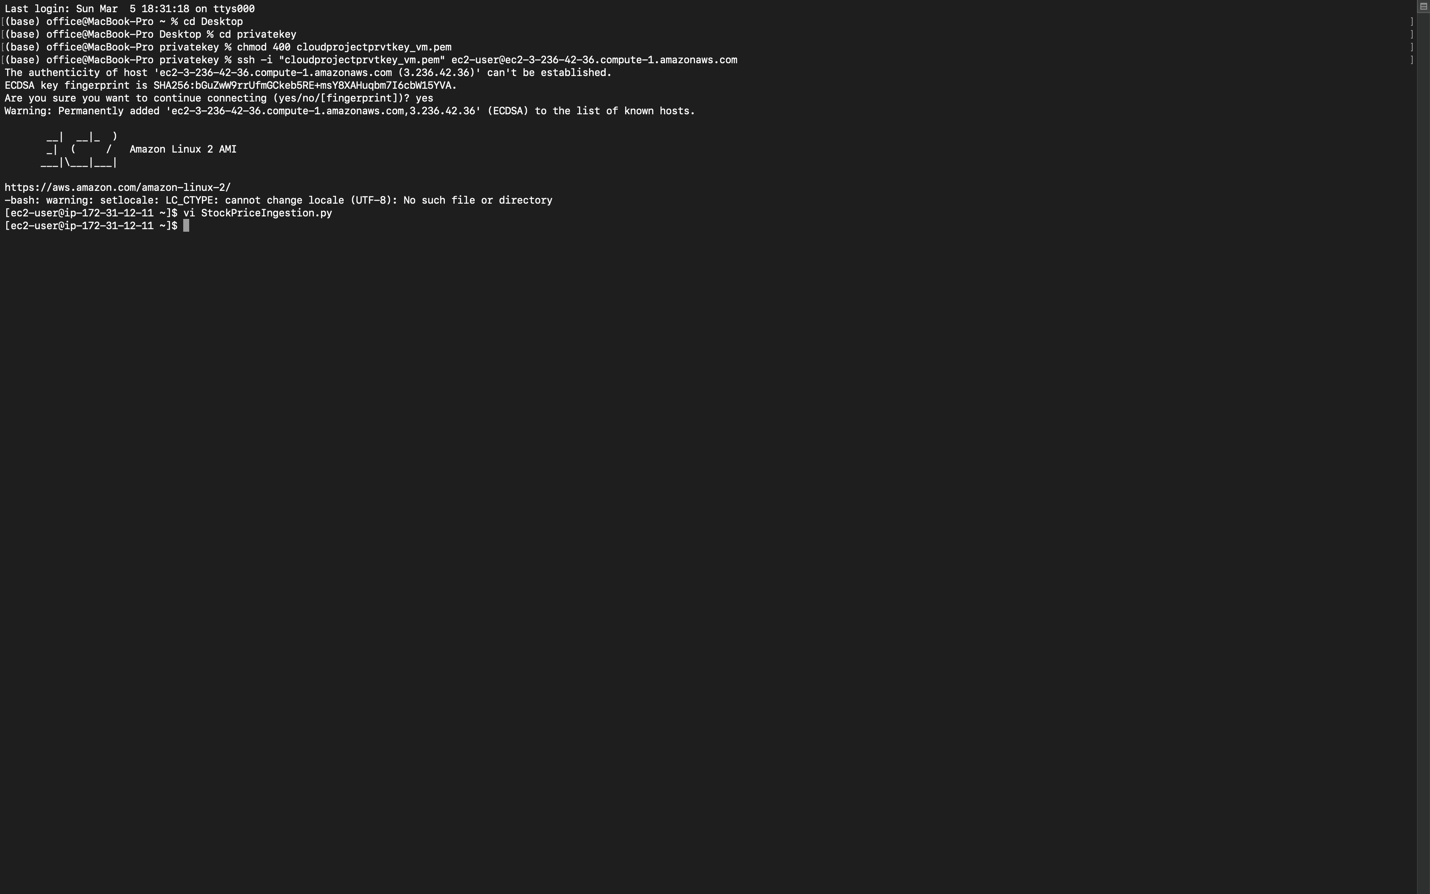 Last login: Sun Mar  5 18:31:18 on ttys000
[(base) office@MacBook-Pro ~ % cd Desktop ]
[(base) office@MacBook-Pro Desktop % cd privatekey ]
[(base) office@MacBook-Pro privatekey % chmod 400 cloudprojectprvtkey_vm.pem ]
[(base) office@MacBook-Pro privatekey % ssh -i "cloudprojectprvtkey_vm.pem" ec2-user@ec2-3-236-42-36.compute-1.amazonaws.com ]
The authenticity of host 'ec2-3-236-42-36.compute-1.amazonaws.com (3.236.42.36)' can't be established.
ECDSA key fingerprint is SHA256:bGuZwW9rrUfmGCkeb5RE+msY8XAHuqbm7I6cbW15YVA.
Are you sure you want to continue connecting (yes/no/[fingerprint])? yes
Warning: Permanently added 'ec2-3-236-42-36.compute-1.amazonaws.com,3.236.42.36' (ECDSA) to the list of known hosts.

       __|  __|_  )
       _|  (     /   Amazon Linux 2 AMI
      ___|\___|___|

https://aws.amazon.com/amazon-linux-2/
-bash: warning: setlocale: LC_CTYPE: cannot change locale (UTF-8): No such file or directory
[ec2-user@ip-172-31-12-11 ~]$ vi StockPriceIngestion.py
[ec2-user@ip-172-31-12-11 ~]$